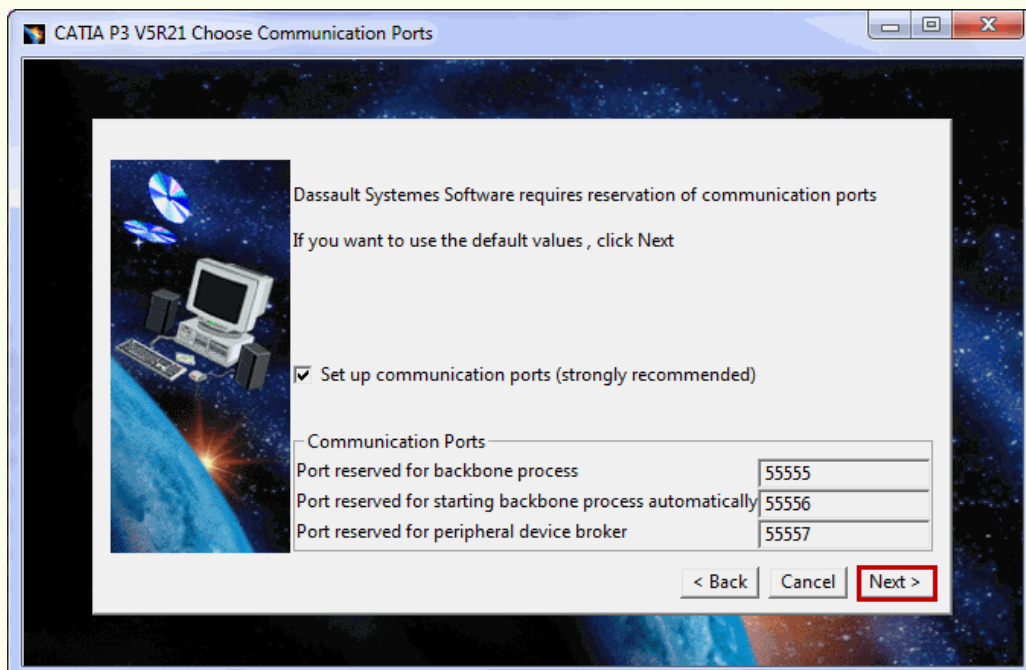 CATIA P3 V5R21 Choose Communication Ports
Dassault Systemes Software requires reservation of communication ports
If you want to use the default values , click Next
Set up communication ports (strongly recommended)
Communication Ports
Port reserved for backbone process 55555
Port reserved for starting backbone process automatically 55556
Port reserved for peripheral device broker 55557
< Back Cancel Next >